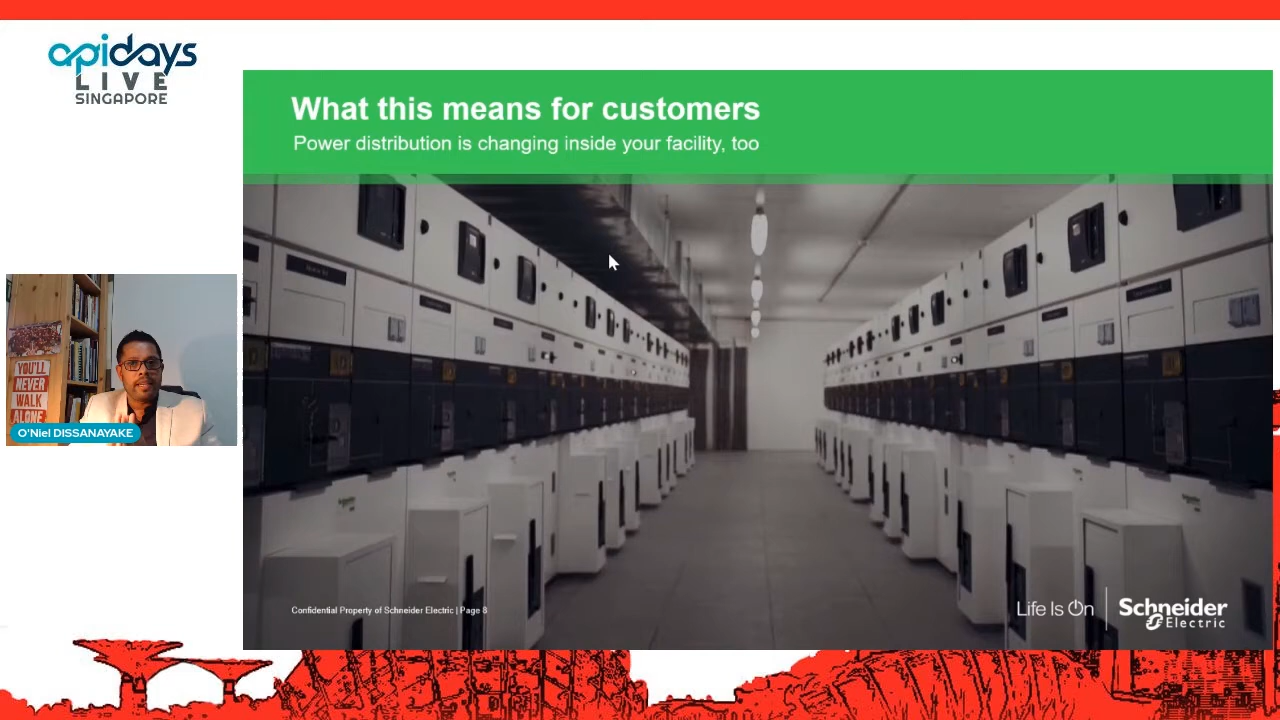 apidays
LIVE
SINGAPORE
What this means for customers
Power distribution is changing inside your facility, too
YOU'LL
NEVER
WALK
ALONE
O'Niel DISSANAYAKE
Confidential Property of Schneider Electric | Page 8
Life Is On
Schneider
Electric